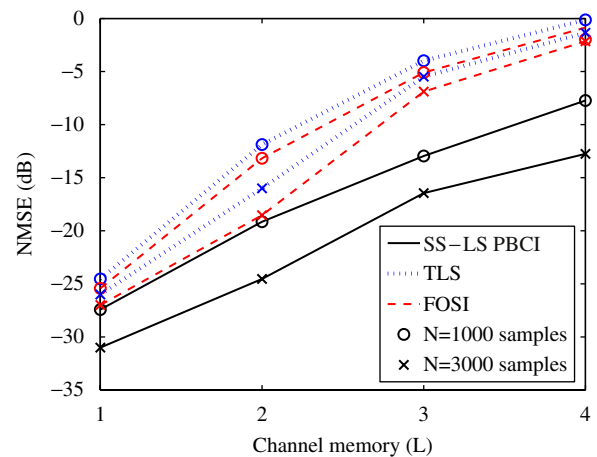 0
−5
−10
−15
−20
−25
−30
−35
NMSE (dB)
1
2
3
4
Channel memory (L)
SS−LS PBCI
TLS
FOSI
N=1000 samples
N=3000 samples